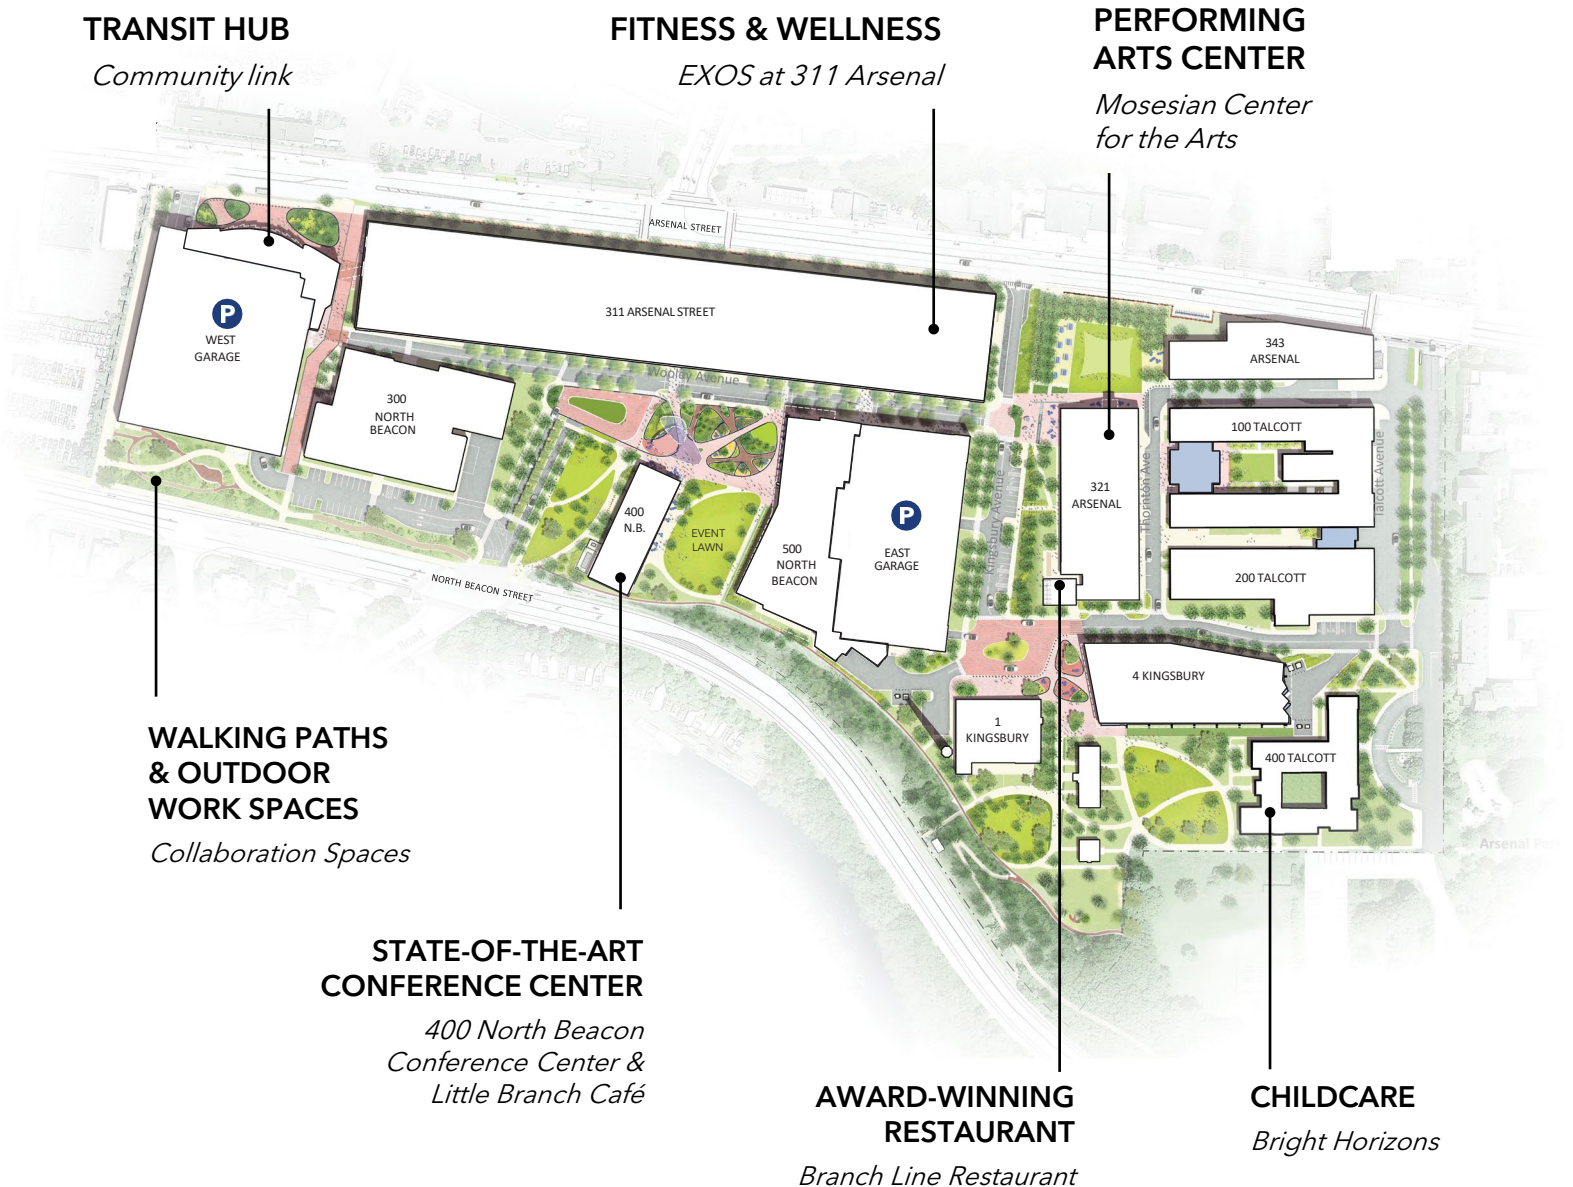 TRANSIT HUB
Community link
FITNESS & WELLNESS
EXOS at 311 Arsenal
PERFORMING
ARTS CENTER
Mosesian Center
for the Arts
ARSENAL STREET
P
WEST
GARAGE
311 ARSENAL STREET
343
ARSENAL
Wooley Avenue
300
NORTH
BEACON
100 TALCOTT
Talcott Avenue
Thornton Ave
321
ARSENAL
Kingsbury Avenue
400
N.B.
EVENT
LAWN
P
EAST
GARAGE
500
NORTH
BEACON
200 TALCOTT
NORTH BEACON STREET
Road
4 KINGSBURY
1
KINGSBURY
400 TALCOTT
WALKING PATHS
& OUTDOOR
WORK SPACES
Collaboration Spaces
STATE-OF-THE-ART
CONFERENCE CENTER
400 North Beacon
Conference Center &
Little Branch Café
AWARD-WINNING
RESTAURANT
Branch Line Restaurant
CHILDCARE
Bright Horizons